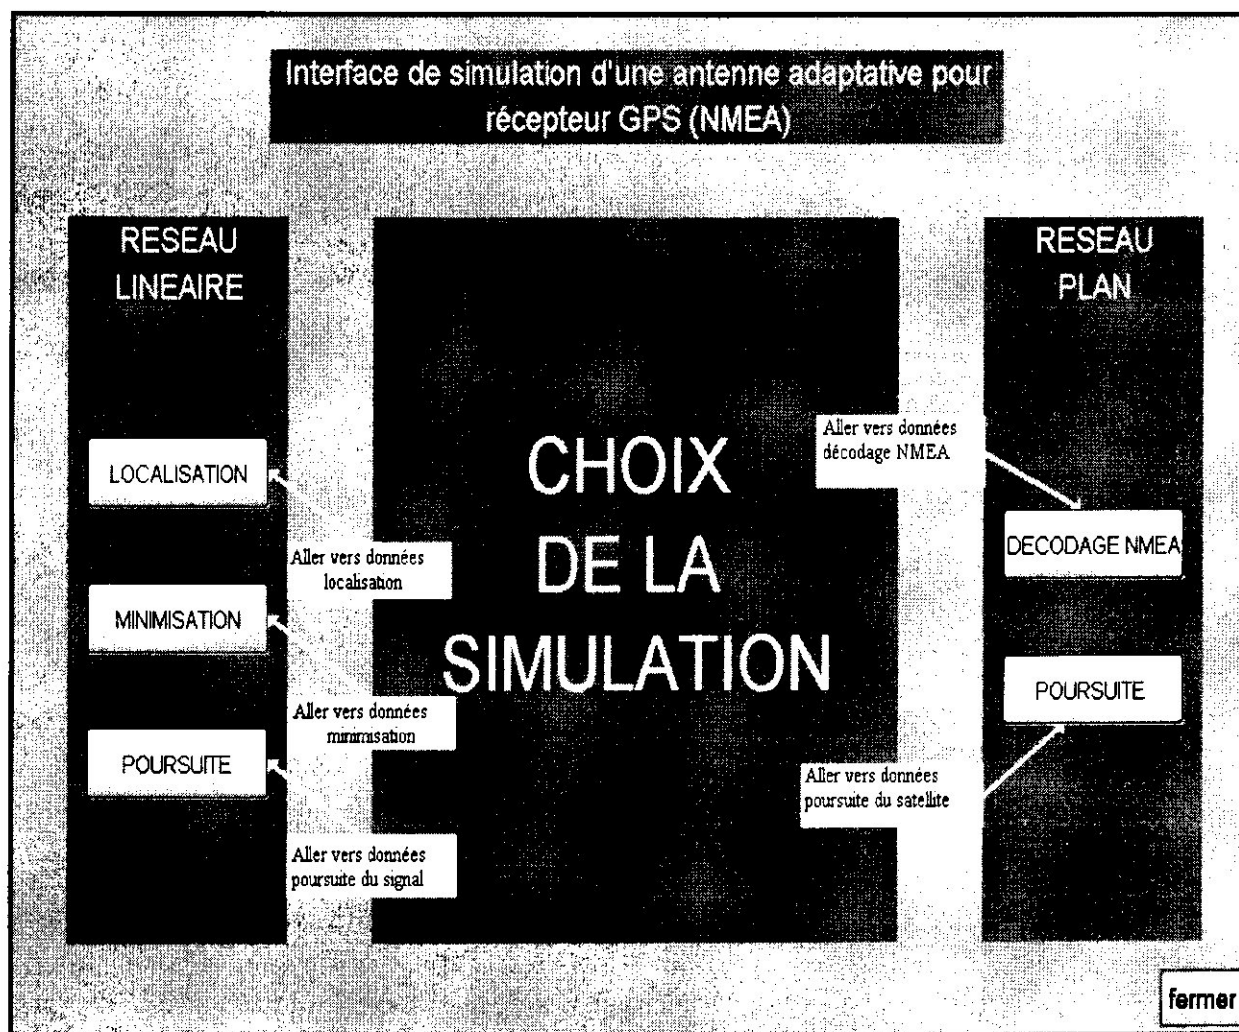 Interface de simulation d'une antenne adaptative pour
récepteur GPS (NMEA)
RESEAU
LINEAIRE
LOCALISATION
Aller vers données
localisation
MINIMISATION
Aller vers données
minimisation
POURSUITE
Aller vers données
poursuite du signal
CHOIX
DE LA
SIMULATION
RESEAU
PLAN
Aller vers données
décodage NMEA
DECODAGE NMEA
POURSUITE
Aller vers données
poursuite du satellite
fermer